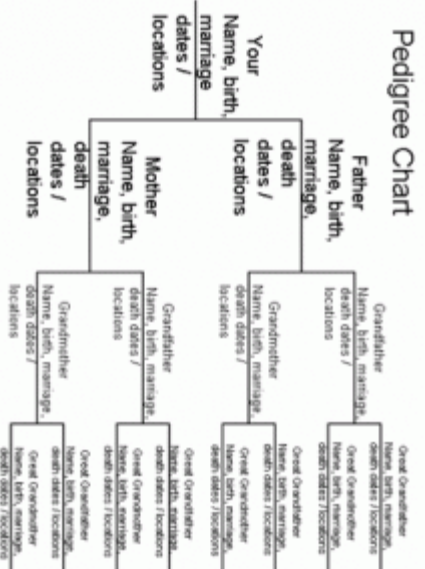 Pedigree Chart
Your
Name, birth,
marriage
dates /
locations
Father
Name, birth,
marriage,
death
dates /
locations
Mother
Name, birth,
marriage,
death
dates /
locations
Grandfather
Name, birth, marriage,
death dates /
locations
Grandmother
Name, birth, marriage,
death dates /
locations
Grandfather
Name, birth, marriage,
death dates /
locations
Grandmother
Name, birth, marriage,
death dates /
locations
Great Grandfather
Name, birth, marriage,
death dates / locations
Great Grandmother
Name, birth, marriage,
death dates / locations
Great Grandfather
Name, birth, marriage,
death dates / locations
Great Grandmother
Name, birth, marriage,
death dates / locations
Great Grandfather
Name, birth, marriage,
death dates / locations
Great Grandmother
Name, birth, marriage,
death dates / locations
Great Grandfather
Name, birth, marriage,
death dates / locations
Great Grandmother
Name, birth, marriage,
death dates / locations